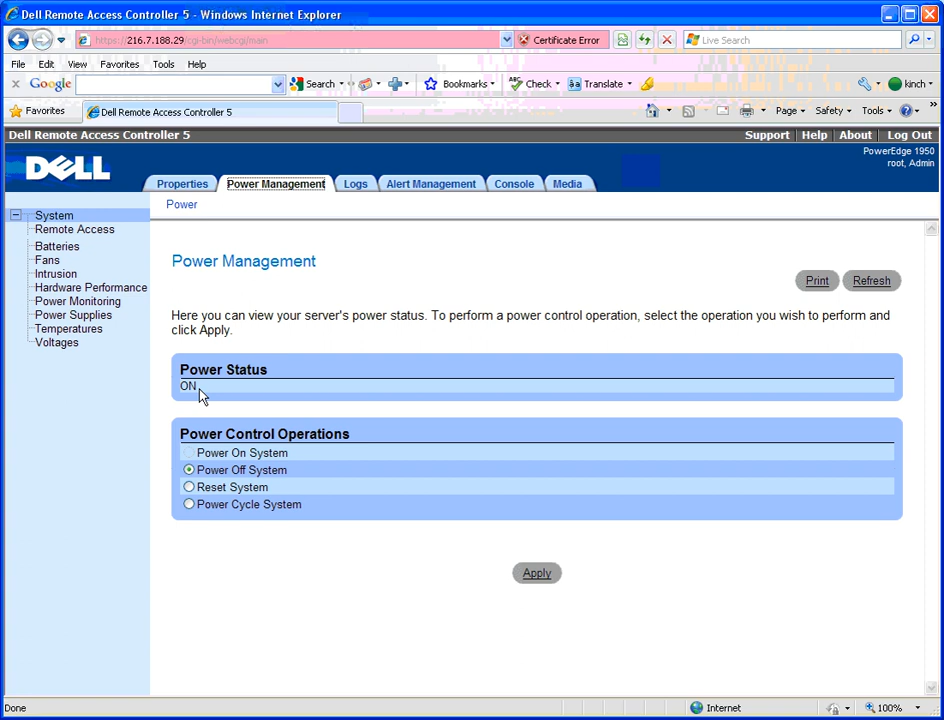 Dell Remote Access Controller 5 - Windows Internet Explorer
https://216.7.188.29/cgi-bin/webcgi/main
Certificate Error
Live Search
File Edit View Favorites Tools Help
x Google Search Bookmarks Check Translate kinch
Favorites Dell Remote Access Controller 5 Page Safety Tools
Dell Remote Access Controller 5 Support Help About Log Out
DELL
PowerEdge 1950
root, Admin
Properties Power Management Logs Alert Management Console Media
Power
System
Remote Access
Batteries
Fans
Intrusion
Hardware Performance
Power Monitoring
Power Supplies
Temperatures
Voltages
Power Management
Print Refresh
Here you can view your server's power status. To perform a power control operation, select the operation you wish to perform and
click Apply.
Power Status
ON
Power Control Operations
Power On System
Power Off System
Reset System
Power Cycle System
Apply
Done Internet 100%